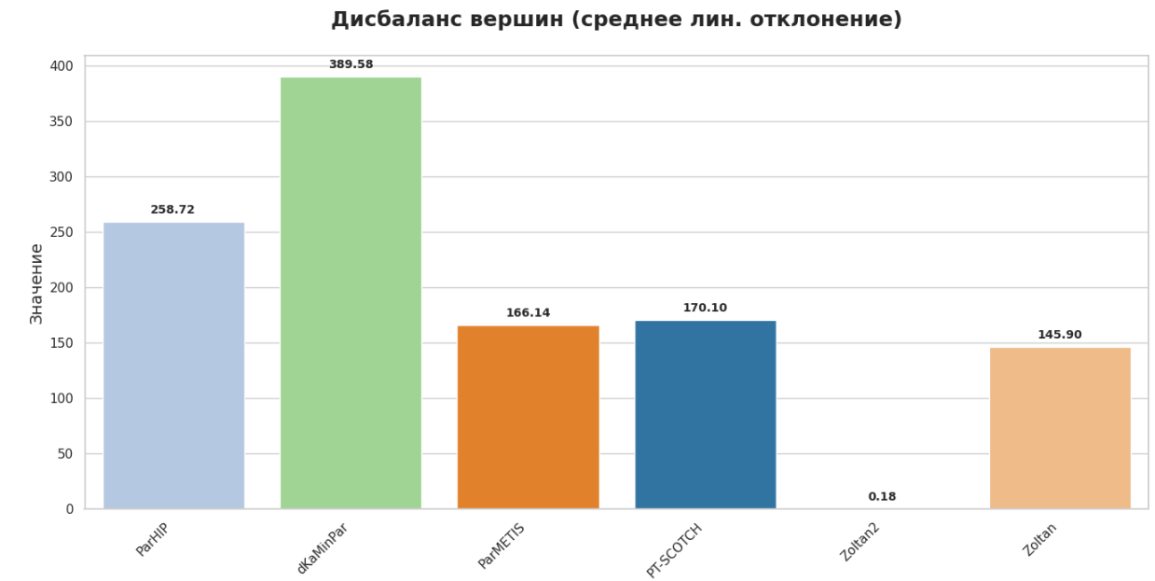 Дисбаланс вершин (среднее лин. отклонение)
Значение
400
350
300
250
200
150
100
50
0
258.72
389.58
166.14
170.10
0.18
145.90
ParHIP
dKaMinPar
ParMETIS
PT-SCOTCH
Zoltan2
Zoltan